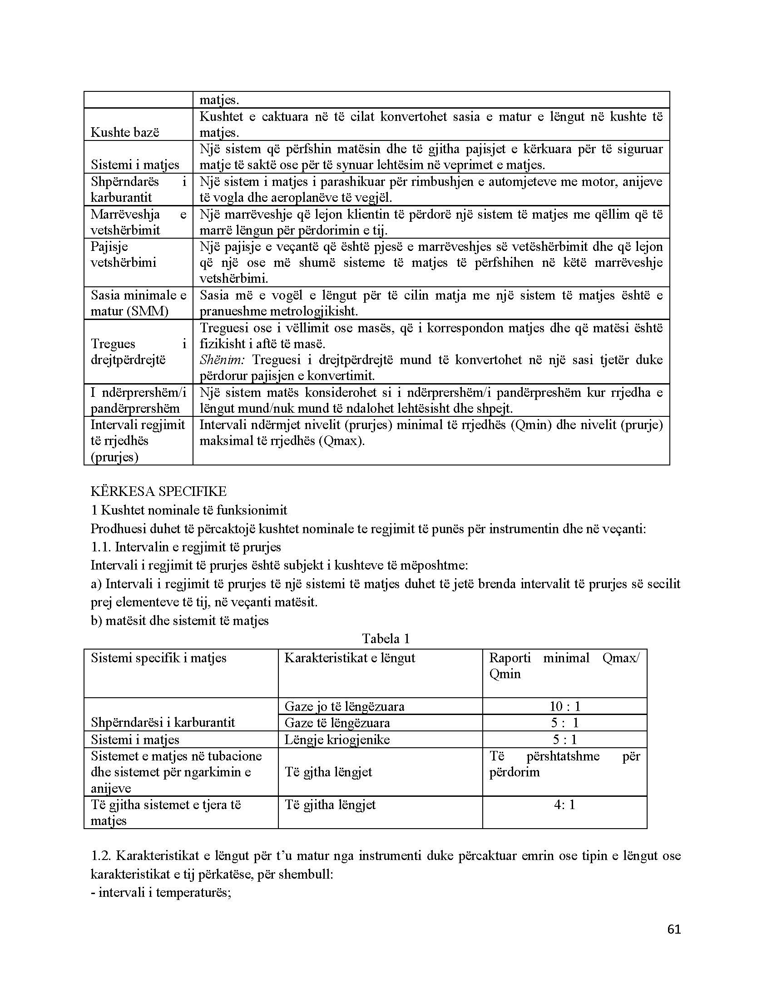 matjes.
Kushte bazë
Kushtet e caktuara në të cilat konvertohet sasia e matur e lëngut në kushte të
matjes.
Sistemi i matjes
Një sistem që përfshin matësin dhe të gjitha pajisjet e kërkuara për të siguruar
matje të saktë ose për të synuar lehtësim në veprimet e matjes.
Shpërndarës i
karburantit
Një sistem i matjes i parashikuar për rimbushjen e automjeteve me motor, anijeve
të vogla dhe aeroplanëve të vegjël.
Marrëveshja e
vetshërbimit
Një marrëveshje që lejon klientin të përdorë një sistem të matjes me qëllim që të
marrë lëngun për përdorimin e tij.
Pajisje
vetshërbimi
Një pajisje e veçantë që është pjesë e marrëveshjes së vetëshërbimit dhe që lejon
që një ose më shumë sisteme të matjes të përfshihen në këtë marrëveshje
vetshërbimi.
Sasia minimale e
matur (SMM)
Sasia më e vogël e lëngut për të cilin matja me një sistem të matjes është e
pranueshme metrologjikisht.
Tregues i
drejtpërdrejtë
Treguesi ose i vëllimit ose masës, që i korrespondon matjes dhe që matësi është
fizikisht i aftë të masë.
Shënim: Treguesi i drejtpërdrejtë mund të konvertohet në një sasi tjetër duke
përdorur pajisjen e konvertimit.
I ndërprershëm/i
pandërprershëm
Një sistem matës konsiderohet si i ndërprershëm/i pandërpreshëm kur rrjedha e
lëngut mund/nuk mund të ndalohet lehtësisht dhe shpejt.
Intervali regjimit
të rrjedhës
(prurjes)
Intervali ndërmjet nivelit (prurjes) minimal të rrjedhës (Qmin) dhe nivelit (prurje)
maksimal të rrjedhës (Qmax).
KËRKESA SPECIFIKE
1 Kushtet nominale të funksionimit
Prodhuesi duhet të përcaktojë kushtet nominale te regjimit të punës për instrumentin dhe në veçanti:
1.1. Intervalin e regjimit të prurjes
Intervali i regjimit të prurjes është subjekt i kushteve të mëposhtme:
a) Intervali i regjimit të prurjes të një sistemi të matjes duhet të jetë brenda intervalit të prurjes së secilit
prej elementeve të tij, në veçanti matësit.
b) matësit dhe sistemit të matjes
Tabela 1
Sistemi specifik i matjes
Karakteristikat e lëngut
Raporti minimal Qmax/
Qmin
Shpërndarësi i karburantit
Gaze jo të lëngëzuara
10 : 1
Gaze të lëngëzuara
5 : 1
Sistemi i matjes
Lëngje kriogjenike
5 : 1
Sistemet e matjes në tubacione
dhe sistemet për ngarkimin e
anijeve
Të gjtha lëngjet
Të përshtatshme për
përdorim
Të gjitha sistemet e tjera të
matjes
Të gjitha lëngjet
4: 1
1.2. Karakteristikat e lëngut për t’u matur nga instrumenti duke përcaktuar emrin ose tipin e lëngut ose
karakteristikat e tij përkatëse, për shembull:
- intervali i temperaturës;
61